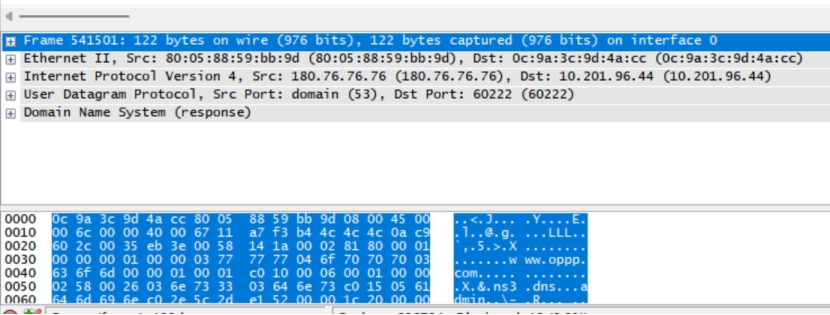 Frame 541501: 122 bytes on wire (976 bits), 122 bytes captured (976 bits) on interface 0
Ethernet II, Src: 80:05:88:59:bb:9d (80:05:88:59:bb:9d), Dst: 0c:9a:3c:9d:4a:cc (0c:9a:3c:9d:4a:cc)
Internet Protocol Version 4, Src: 180.76.76.76 (180.76.76.76), Dst: 10.201.96.44 (10.201.96.44)
User Datagram Protocol, Src Port: domain (53), Dst Port: 60222 (60222)
Domain Name System (response)
0000 0c 9a 3c 9d 4a cc 80 05 88 59 bb 9d 08 00 45 00 ..<.J... .Y....E.
0010 00 6c 00 00 40 00 67 11 a7 f3 b4 4c 4c 4c 0a c9 .l..@.g. ...LLL..
0020 60 2c 00 35 eb 3e 00 58 14 1a 00 02 81 80 00 01 `,.5.>.X ........
0030 00 00 00 01 00 00 03 77 77 77 04 6f 70 70 70 03 .......w ww.oppp.
0040 63 6f 6d 00 00 01 00 01 c0 10 00 06 00 01 00 00 com..... ........
0050 02 58 00 26 03 6e 73 33 03 64 6e 73 c0 15 05 61 .X.&.ns3 .dns...a
0060 64 6d 69 6e c0 2e 5c 2d e1 52 00 00 1c 20 00 00 dmin..\- .R... ..